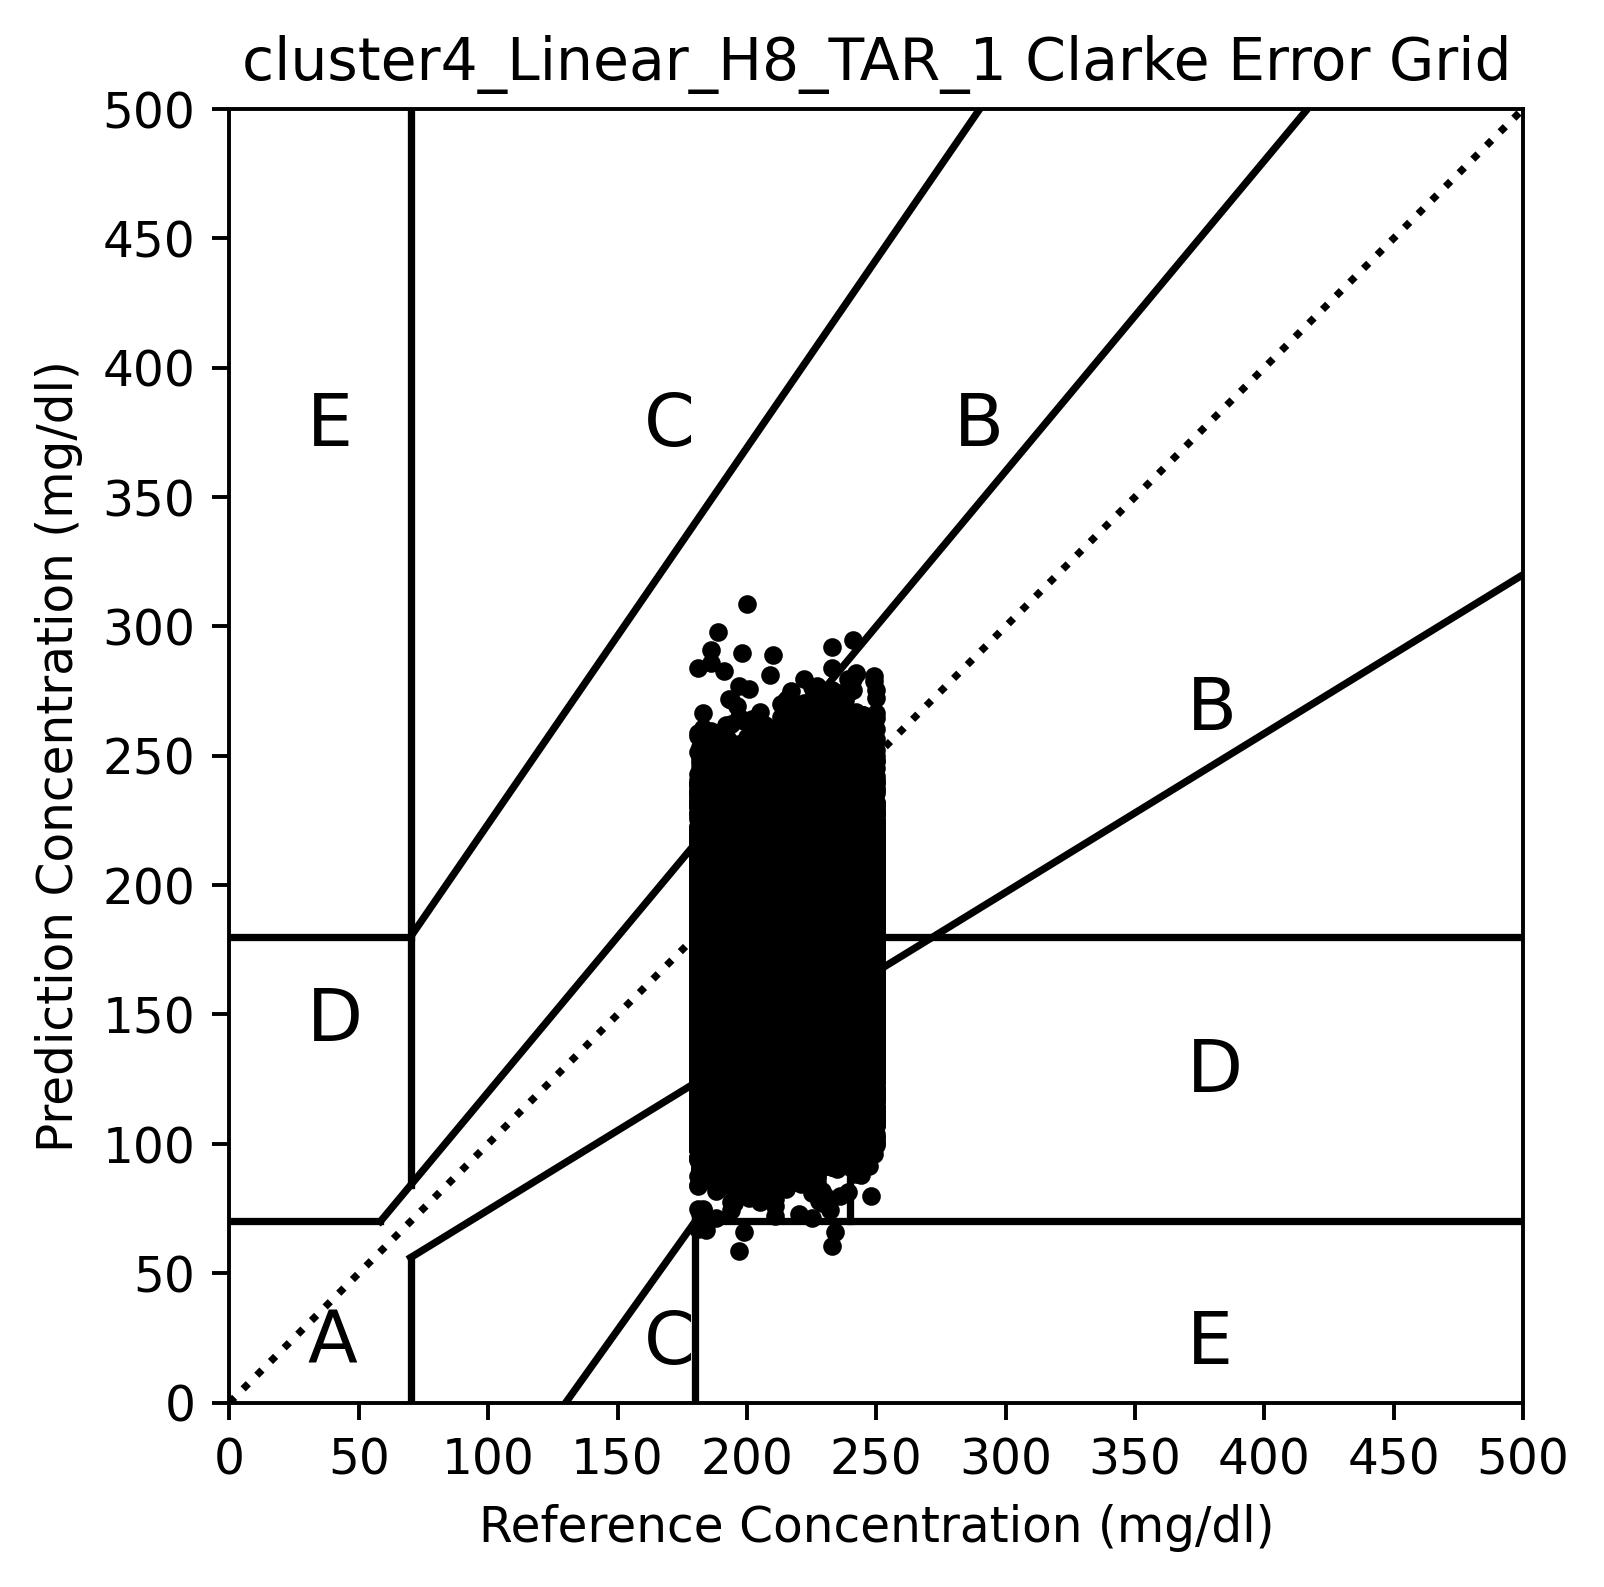 cluster4_Linear_H8_TAR_1 Clarke Error Grid
500
450
400
350
300
250
200
150
100
50
0
Prediction Concentration (mg/dl)
E
C
B
B
D
D
A
C
E
0 50 100 150 200 250 300 350 400 450 500
Reference Concentration (mg/dl)